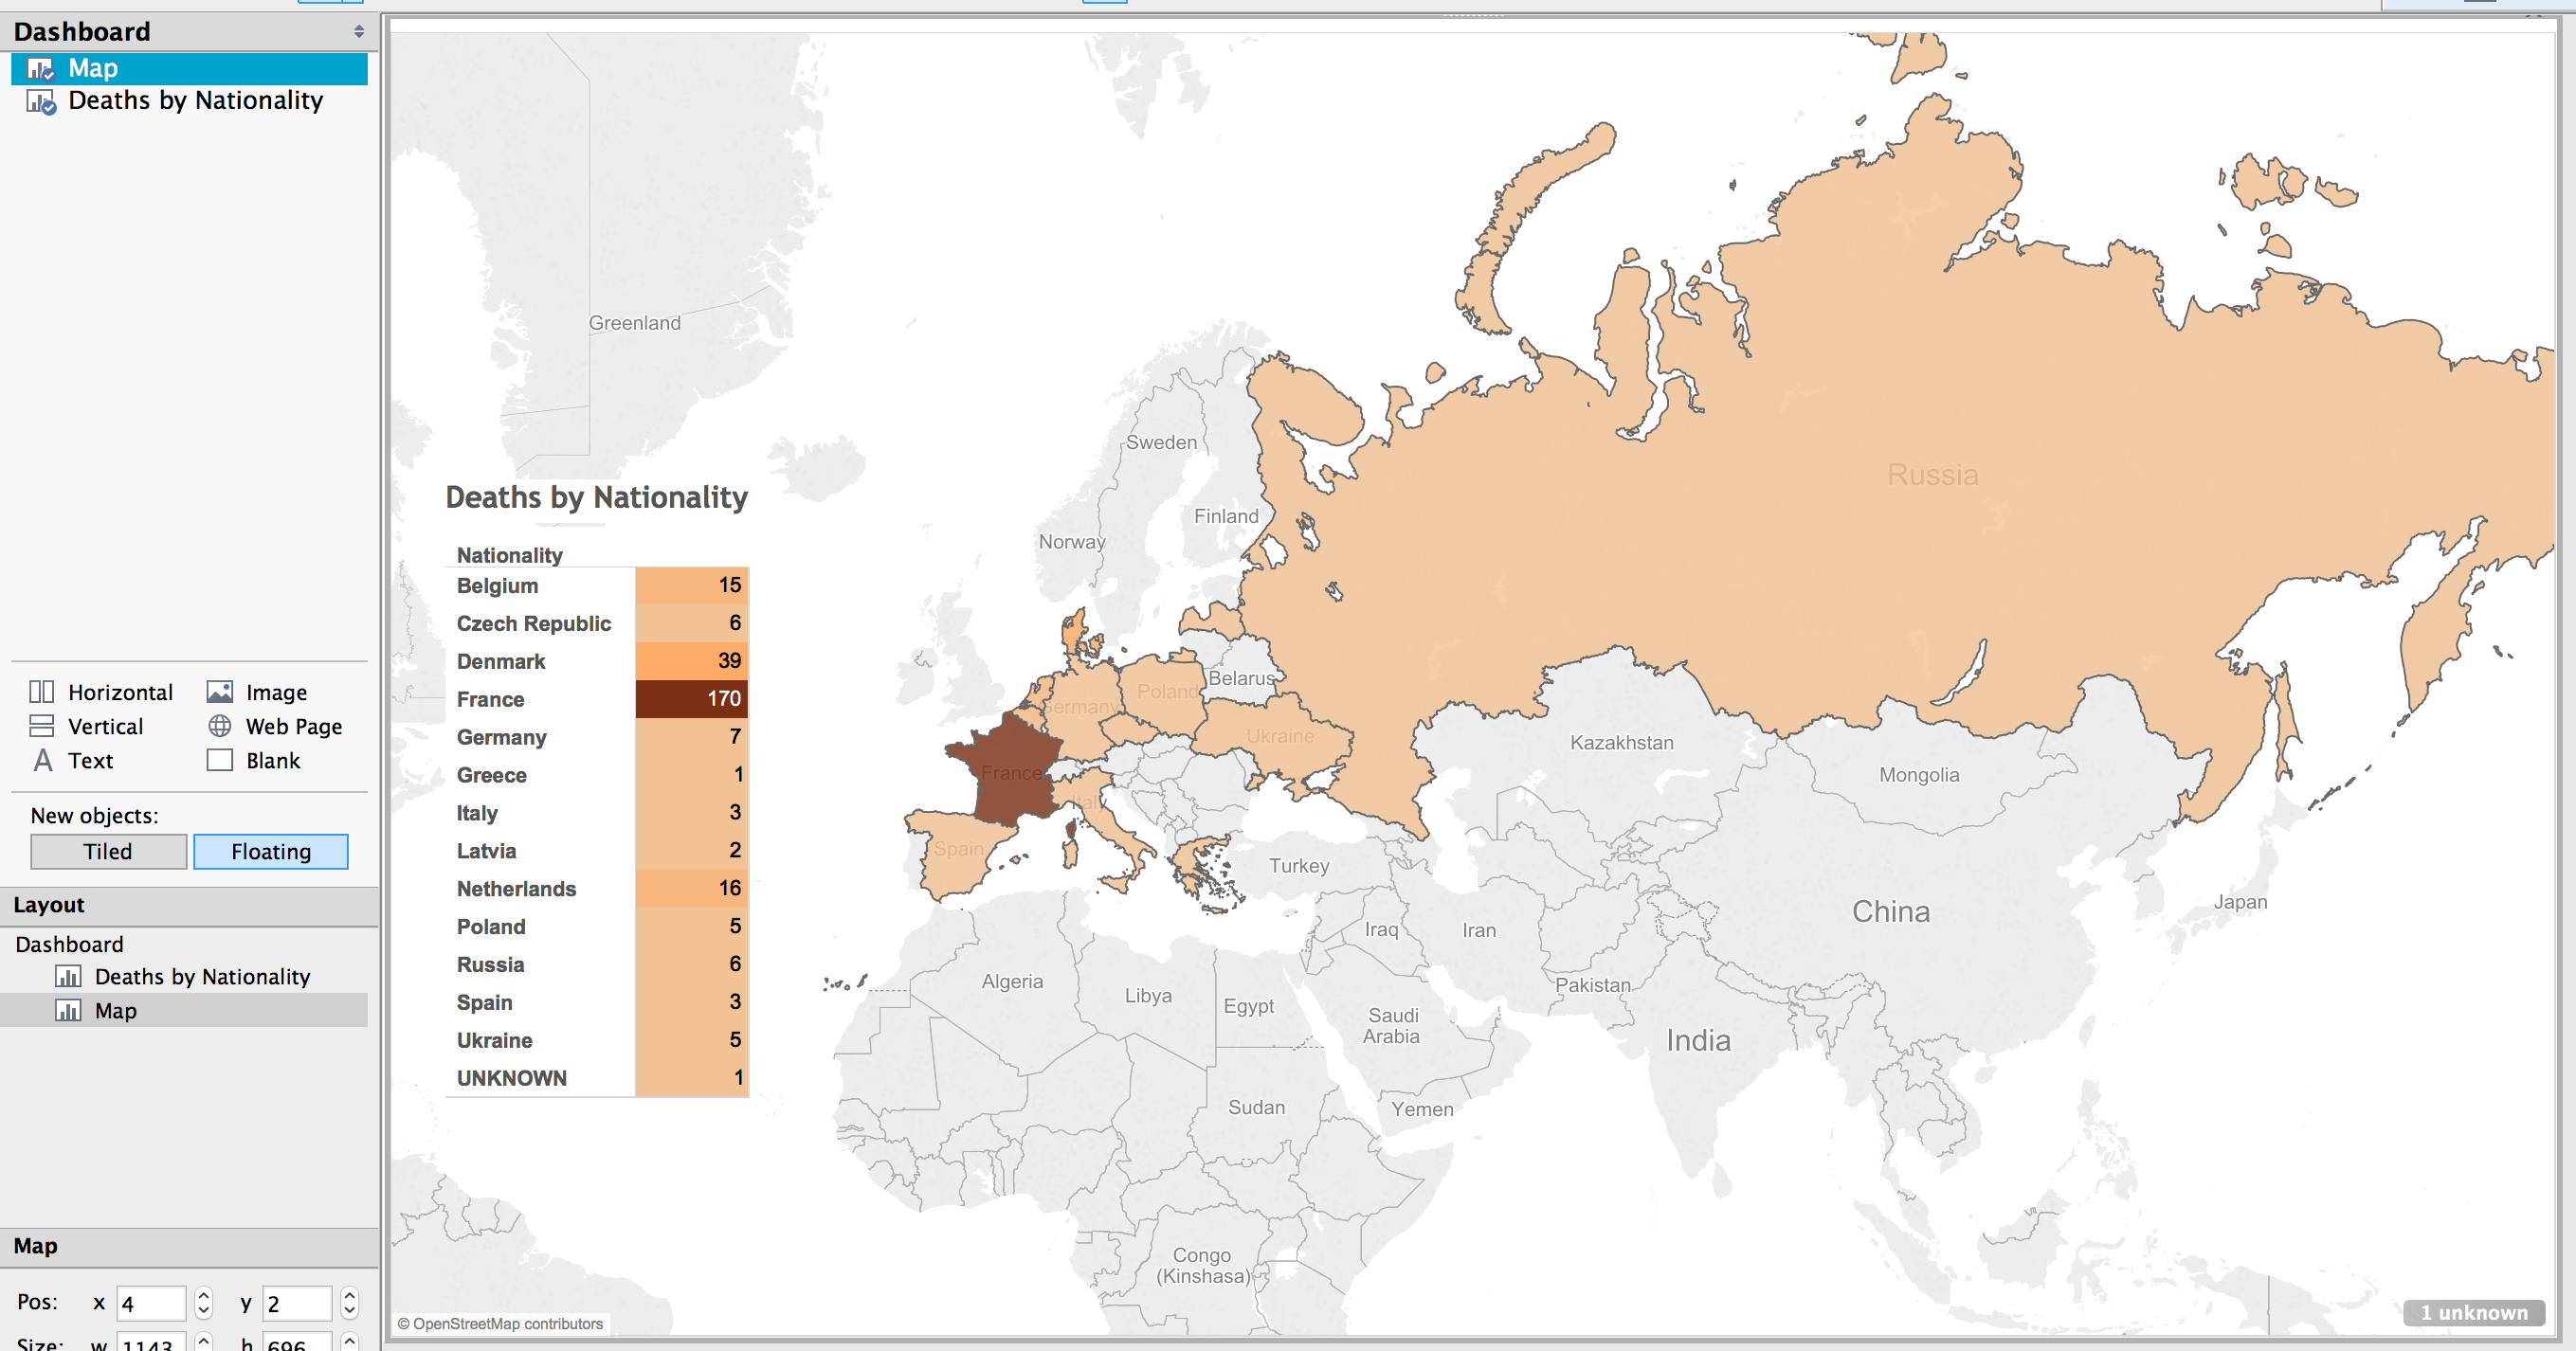 Dashboard
Map
Deaths by Nationality
Horizontal
Image
Vertical
Web Page
Text
Blank
New objects:
Tiled
Floating
Layout
Dashboard
Deaths by Nationality
Map
Map
Pos: x 4 y 2
Size: w 1143 h 696
Deaths by Nationality
Nationality
Belgium 15
Czech Republic 6
Denmark 39
France 170
Germany 7
Greece 1
Italy 3
Latvia 2
Netherlands 16
Poland 5
Russia 6
Spain 3
Ukraine 5
UNKNOWN 1
Greenland
Sweden
Russia
Finland
Norway
Belarus
Poland
Germany
Ukraine
Kazakhstan
France
Mongolia
Italy
Spain
Turkey
Japan
China
Iraq
Iran
Algeria
Libya
Egypt
Pakistan
Saudi
Arabia
India
Sudan
Yemen
Congo
(Kinshasa)
© OpenStreetMap contributors
1 unknown